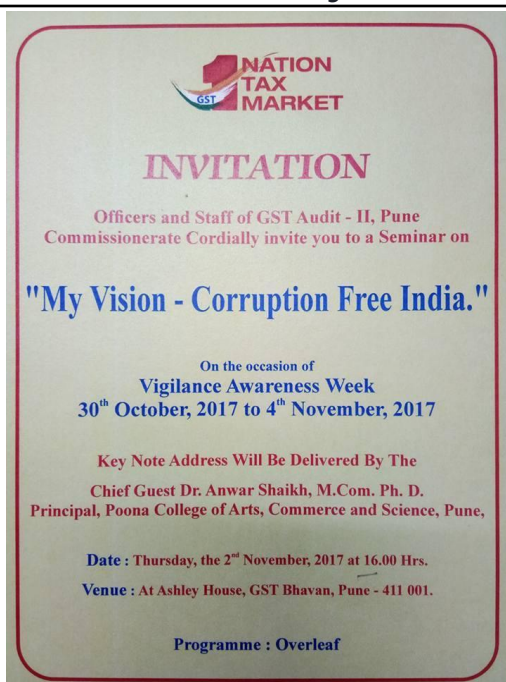 1 NATION
TAX
MARKET
GST
INVITATION
Officers and Staff of GST Audit - II, Pune
Commissionerate Cordially invite you to a Seminar on
"My Vision - Corruption Free India."
On the occasion of
Vigilance Awareness Week
30th October, 2017 to 4th November, 2017
Key Note Address Will Be Delivered By The
Chief Guest Dr. Anwar Shaikh, M.Com. Ph. D.
Principal, Poona College of Arts, Commerce and Science, Pune,
Date : Thursday, the 2nd November, 2017 at 16.00 Hrs.
Venue : At Ashley House, GST Bhavan, Pune - 411 001.
Programme : Overleaf